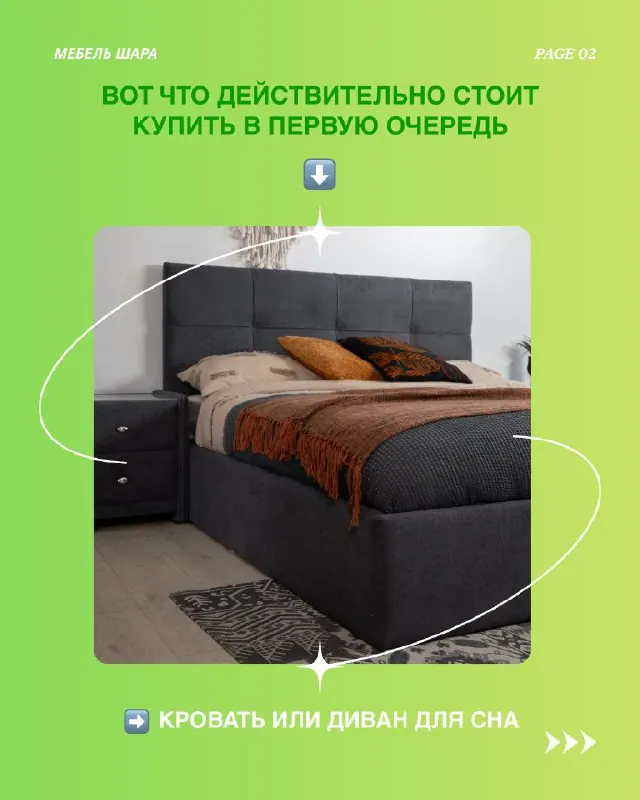 МЕБЕЛЬ ШАРА
PAGE 02
ВОТ ЧТО ДЕЙСТВИТЕЛЬНО СТОИТ
КУПИТЬ В ПЕРВУЮ ОЧЕРЕДЬ
⬇️
➡️ КРОВАТЬ ИЛИ ДИВАН ДЛЯ СНА